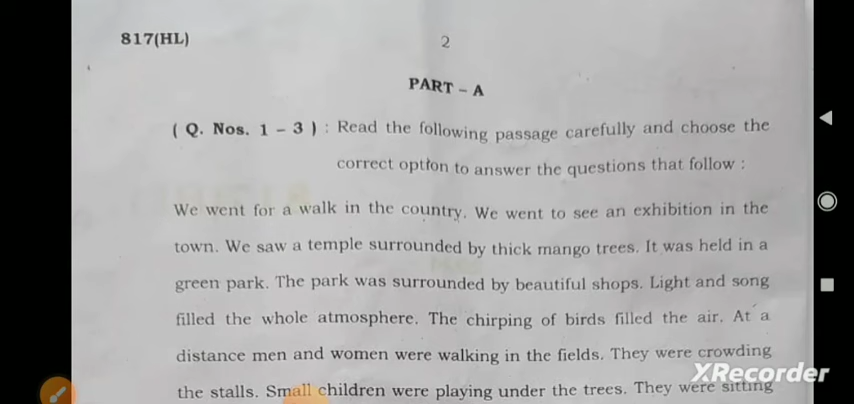 817(HL)
2
PART – A
( Q. Nos. 1 – 3 ) : Read the following passage carefully and choose the
correct option to answer the questions that follow :
We went for a walk in the country. We went to see an exhibition in the
town. We saw a temple surrounded by thick mango trees. It was held in a
green park. The park was surrounded by beautiful shops. Light and song
filled the whole atmosphere. The chirping of birds filled the air. At a
distance men and women were walking in the fields. They were crowding
XRecorder
the stalls. Small children were playing under the trees. They were sitting